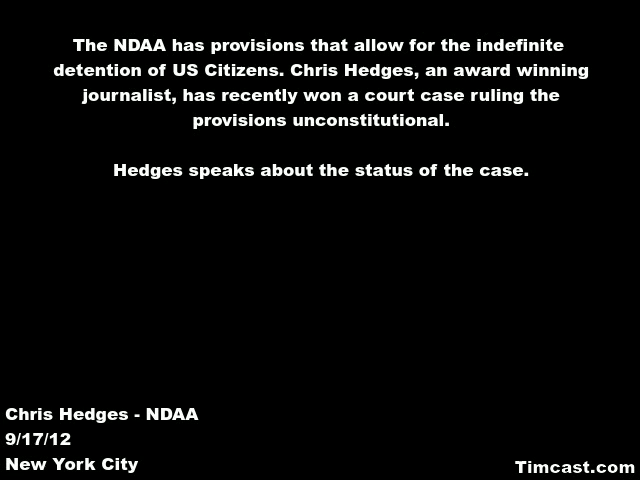 The NDAA has provisions that allow for the indefinite
detention of US Citizens. Chris Hedges, an award winning
journalist, has recently won a court case ruling the
provisions unconstitutional.
Hedges speaks about the status of the case.
Chris Hedges - NDAA
9/17/12
New York City
Timcast.com